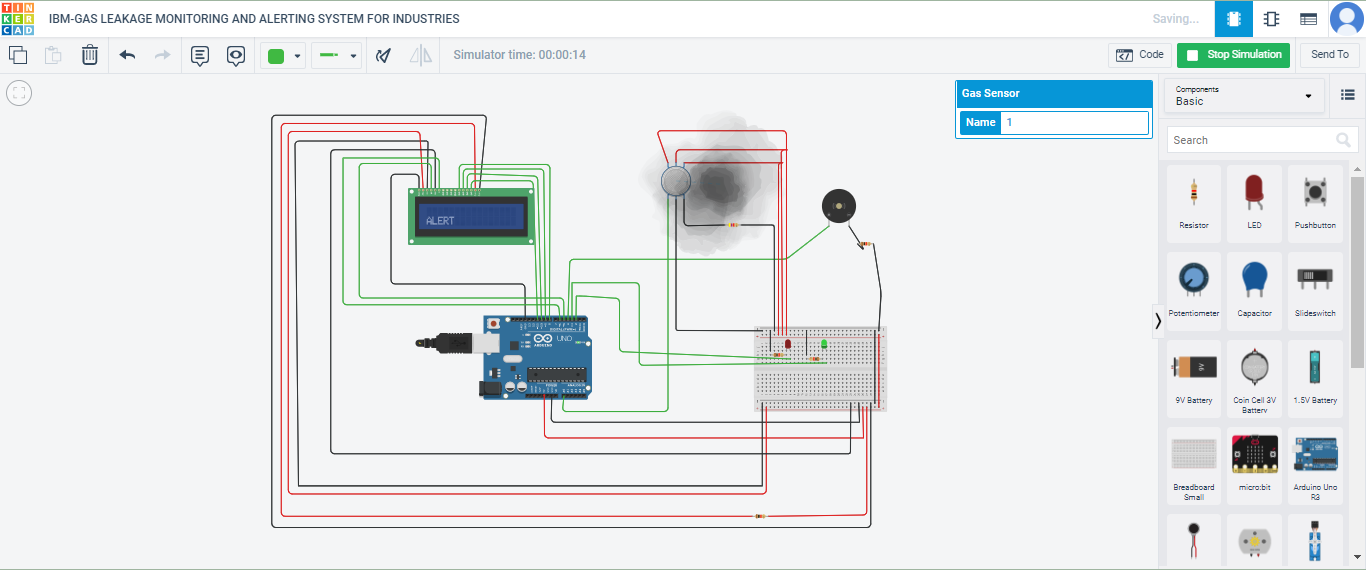 TIN
KER
CAD
IBM-GAS LEAKAGE MONITORING AND ALERTING SYSTEM FOR INDUSTRIES
Saving...
Simulator time: 00:00:14
Code
Stop Simulation
Send To
Gas Sensor
Name 1
Components
Basic
Search
ALERT
UNO
ARDUINO
Resistor
LED
Pushbutton
Potentiometer
Capacitor
Slideswitch
9V
9V Battery
Coin Cell 3V
Battery
1.5V Battery
Breadboard
Small
micro:bit
Arduino Uno
R3